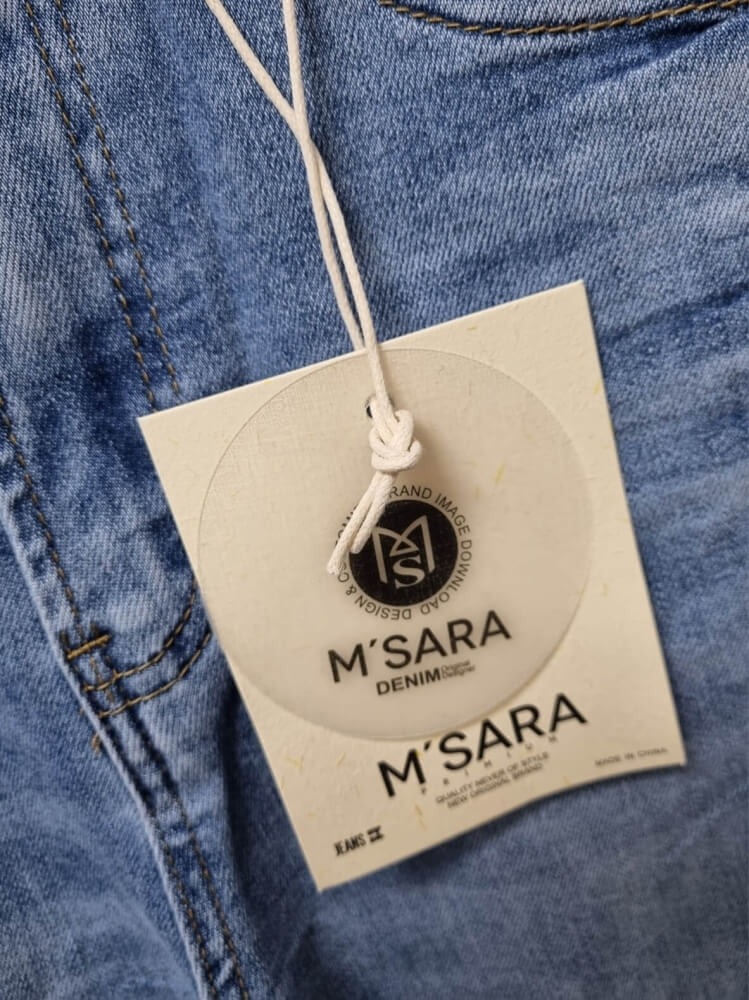 BRAND IMAGE DOWNLOAD DESIGN & CO
MS
M'SARA
DENIM Original Designer
M'SARA
PREMIUM
QUALITY NEVER OF STYLE
NEW ORIGINAL BRAND
MADE IN CHINA
JEANS